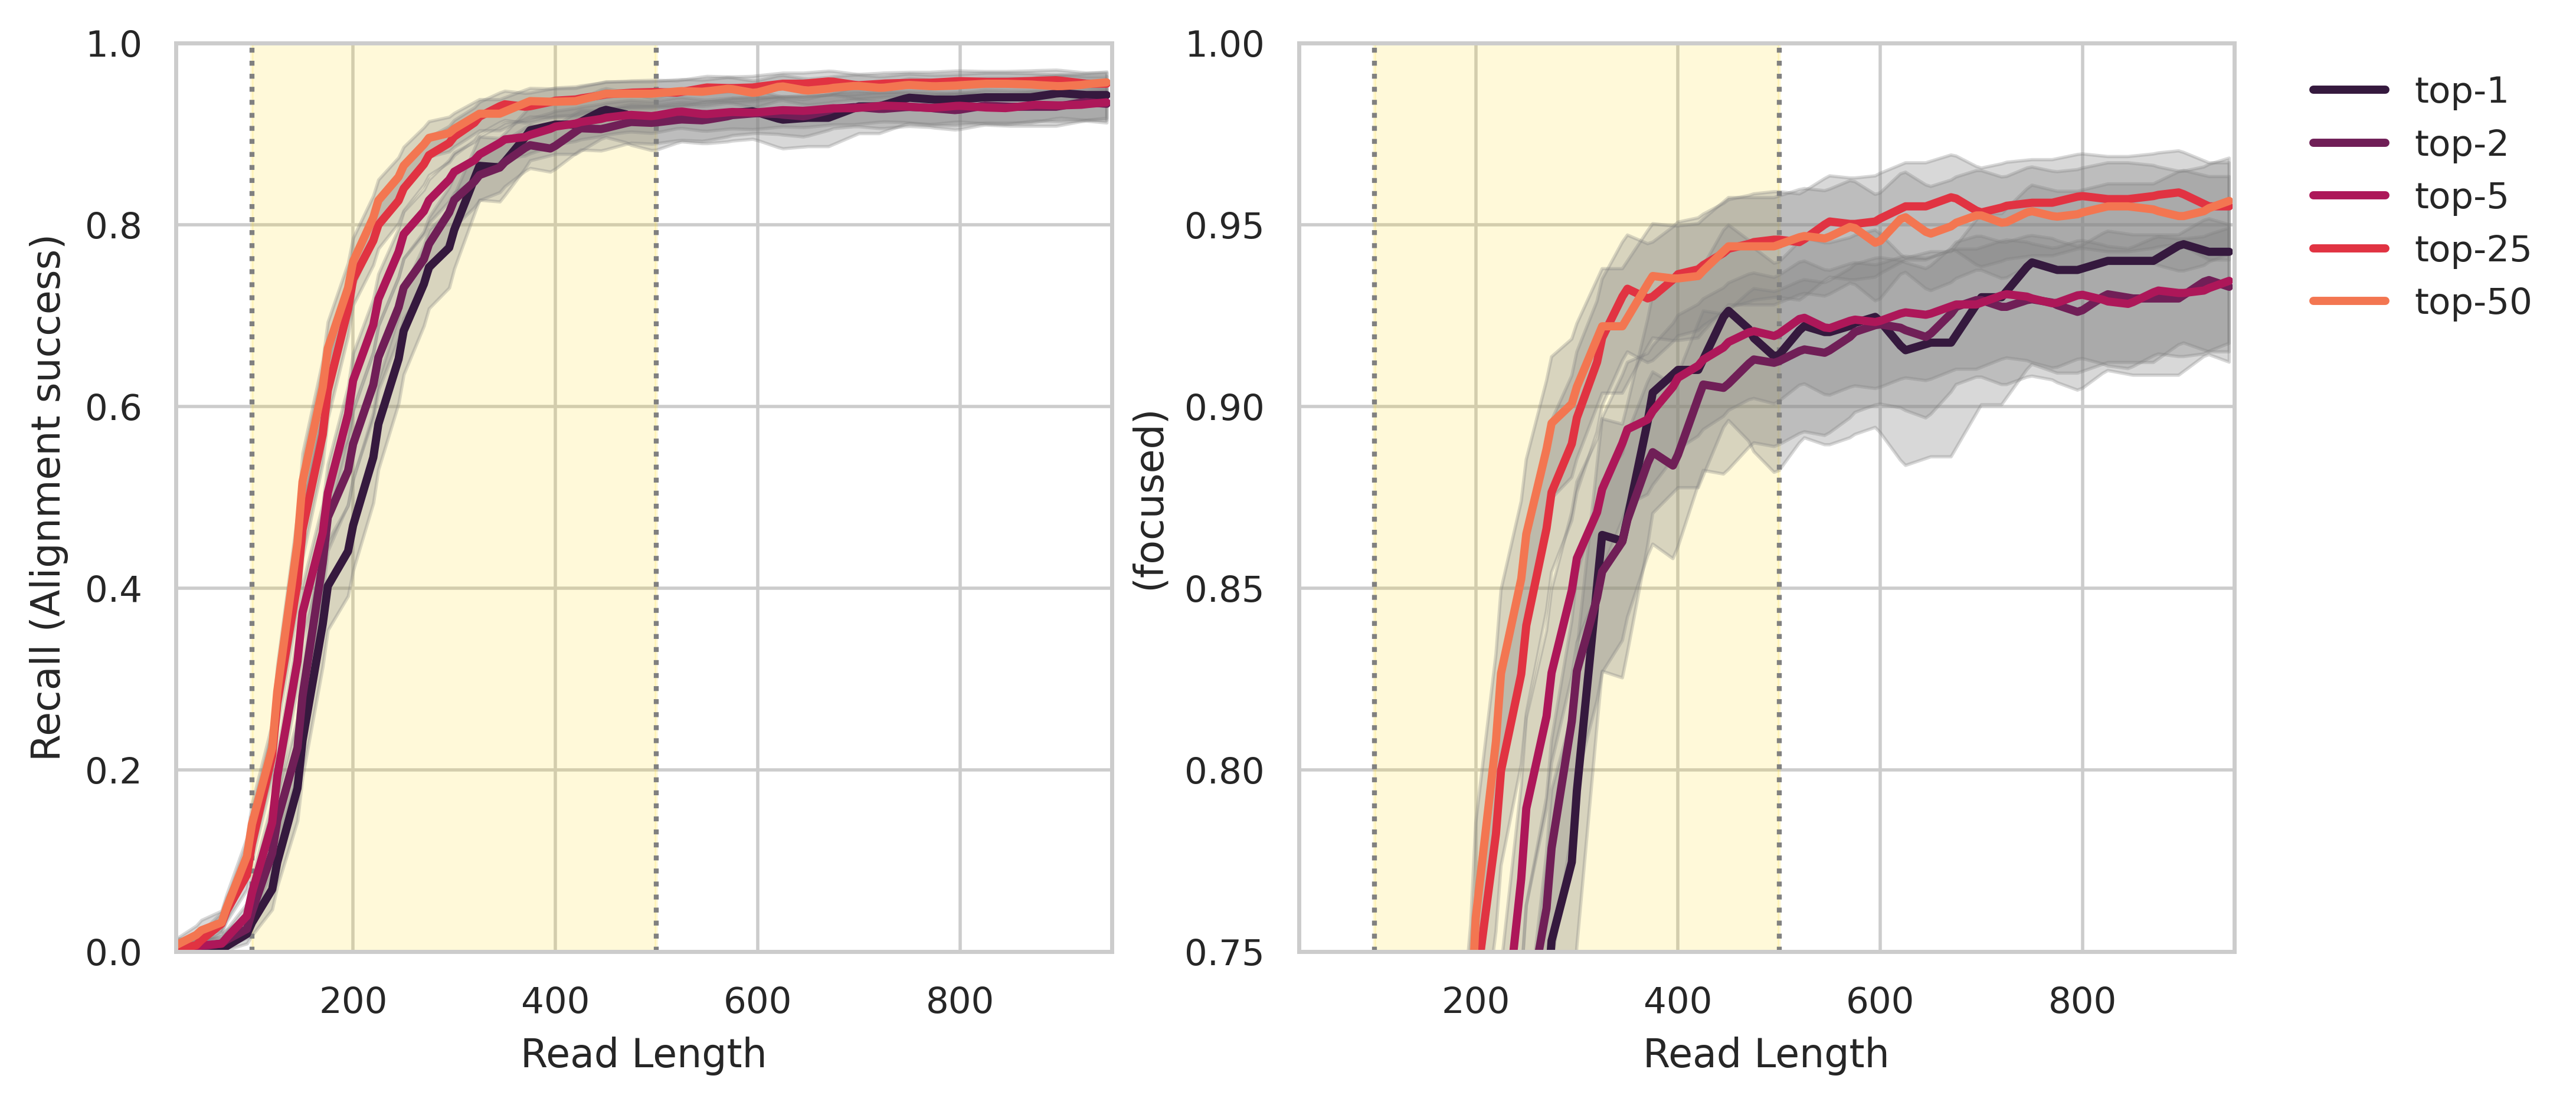 Recall (Alignment success)
1.0
0.8
0.6
0.4
0.2
0.0
200 400 600 800
Read Length
(focused)
1.00
0.95
0.90
0.85
0.80
0.75
200 400 600 800
Read Length
top-1
top-2
top-5
top-25
top-50